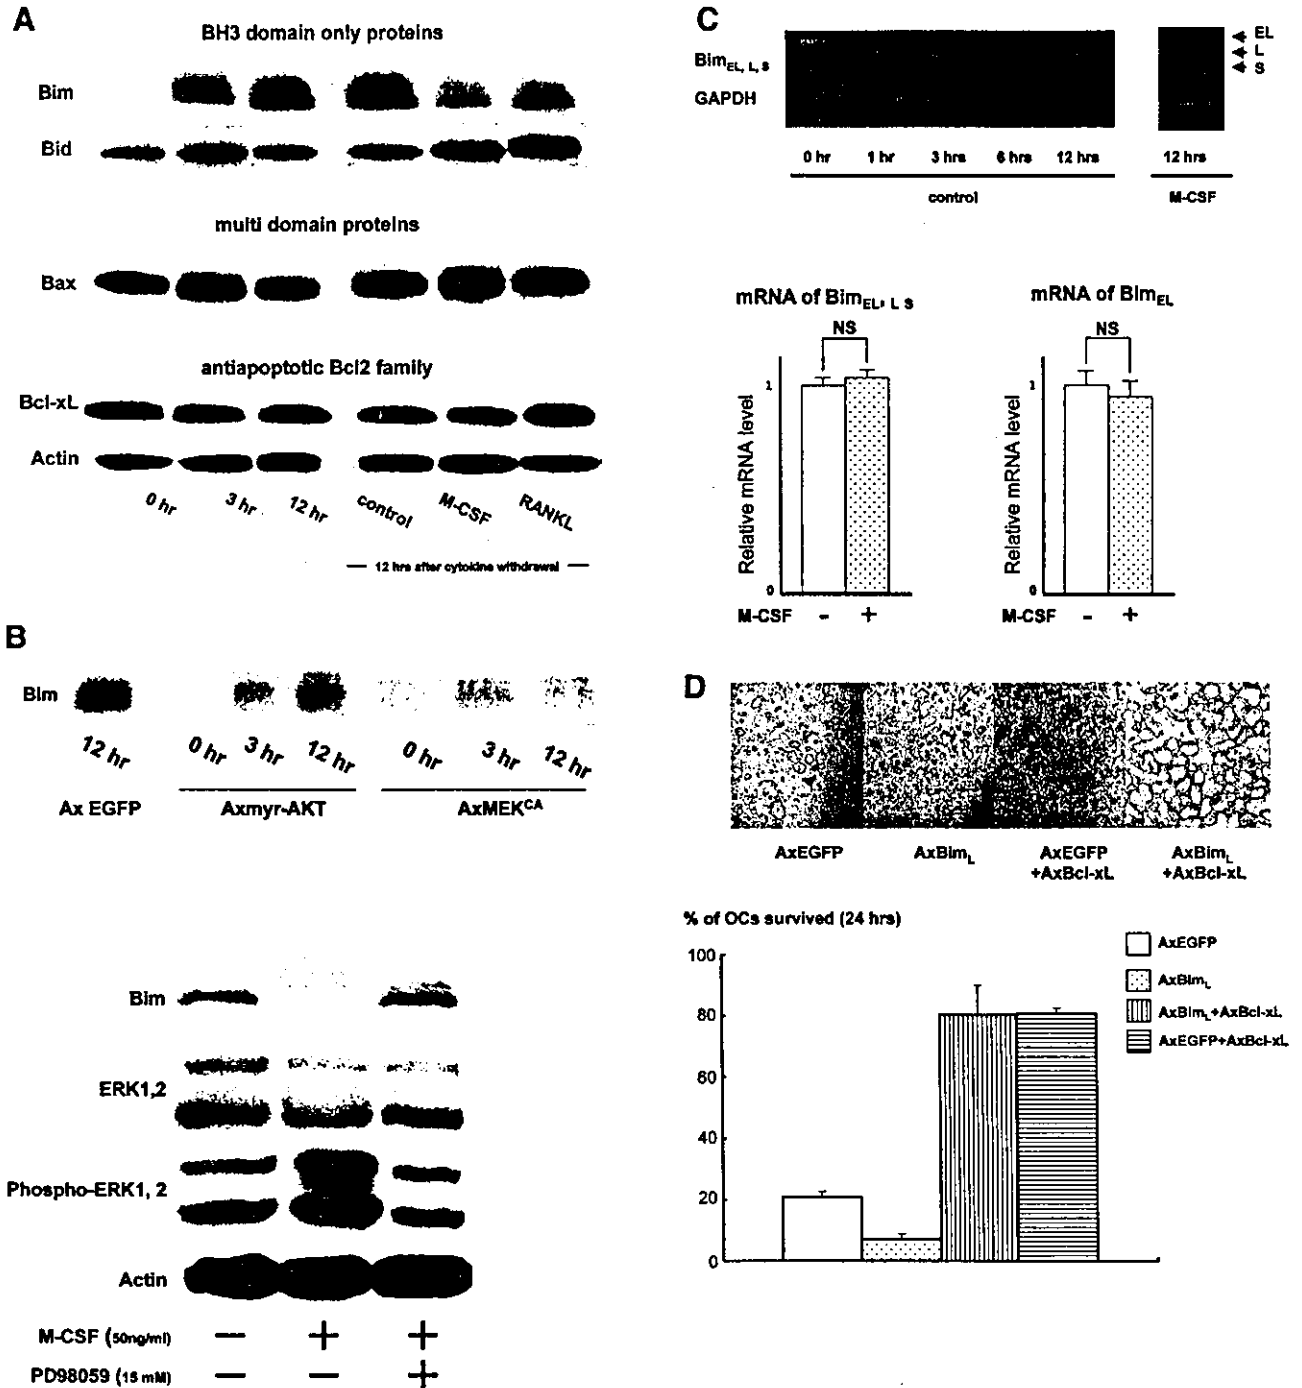 A
BH3 domain only proteins
Bim
Bid
multi domain proteins
Bax
antiapoptotic Bcl2 family
Bcl-xL
Actin
0 hr 3 hr 12 hr control M-CSF RANKL
12 hrs after cytokine withdrawal
B
Bim
12 hr 0 hr 3 hr 12 hr 0 hr 3 hr 12 hr
Ax EGFP Axmyr-AKT AxMEKCA
Bim
ERK1,2
Phospho-ERK1, 2
Actin
M-CSF (50ng/ml) − + +
PD98059 (15 mM) − − +
C
EL
L
S
BimEL, L, S
GAPDH
0 hr 1 hr 3 hrs 6 hrs 12 hrs 12 hrs
control M-CSF
mRNA of BimEL, L S
NS
1
Relative mRNA level
0
M-CSF - +
mRNA of BimEL
NS
1
Relative mRNA level
0
M-CSF - +
D
AxEGFP AxBimL AxEGFP +AxBcl-xL AxBimL +AxBcl-xL
% of OCs survived (24 hrs)
100
80
60
40
20
0
AxEGFP
AxBimL
AxBimL+AxBcl-xL
AxEGFP+AxBcl-xL